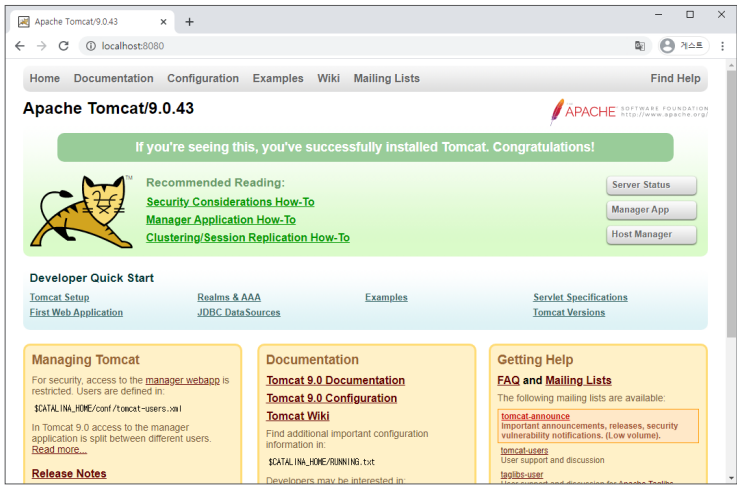 Apache Tomcat/9.0.43
localhost:8080
게스트
Home Documentation Configuration Examples Wiki Mailing Lists Find Help
Apache Tomcat/9.0.43
APACHE SOFTWARE FOUNDATION
http://www.apache.org/
If you're seeing this, you've successfully installed Tomcat. Congratulations!
TM
Recommended Reading:
Security Considerations How-To
Manager Application How-To
Clustering/Session Replication How-To
Server Status
Manager App
Host Manager
Developer Quick Start
Tomcat Setup
First Web Application
Realms & AAA
JDBC DataSources
Examples
Servlet Specifications
Tomcat Versions
Managing Tomcat
For security, access to the manager webapp is
restricted. Users are defined in:
$CATALINA_HOME/conf/tomcat-users.xml
In Tomcat 9.0 access to the manager
application is split between different users.
Read more...
Release Notes
Documentation
Tomcat 9.0 Documentation
Tomcat 9.0 Configuration
Tomcat Wiki
Find additional important configuration
information in:
$CATALINA_HOME/RUNNING.txt
Developers may be interested in:
Getting Help
FAQ and Mailing Lists
The following mailing lists are available:
tomcat-announce
Important announcements, releases, security
vulnerability notifications. (Low volume).
tomcat-users
User support and discussion
taglibs-user
User support and discussion for Apache Taglibs